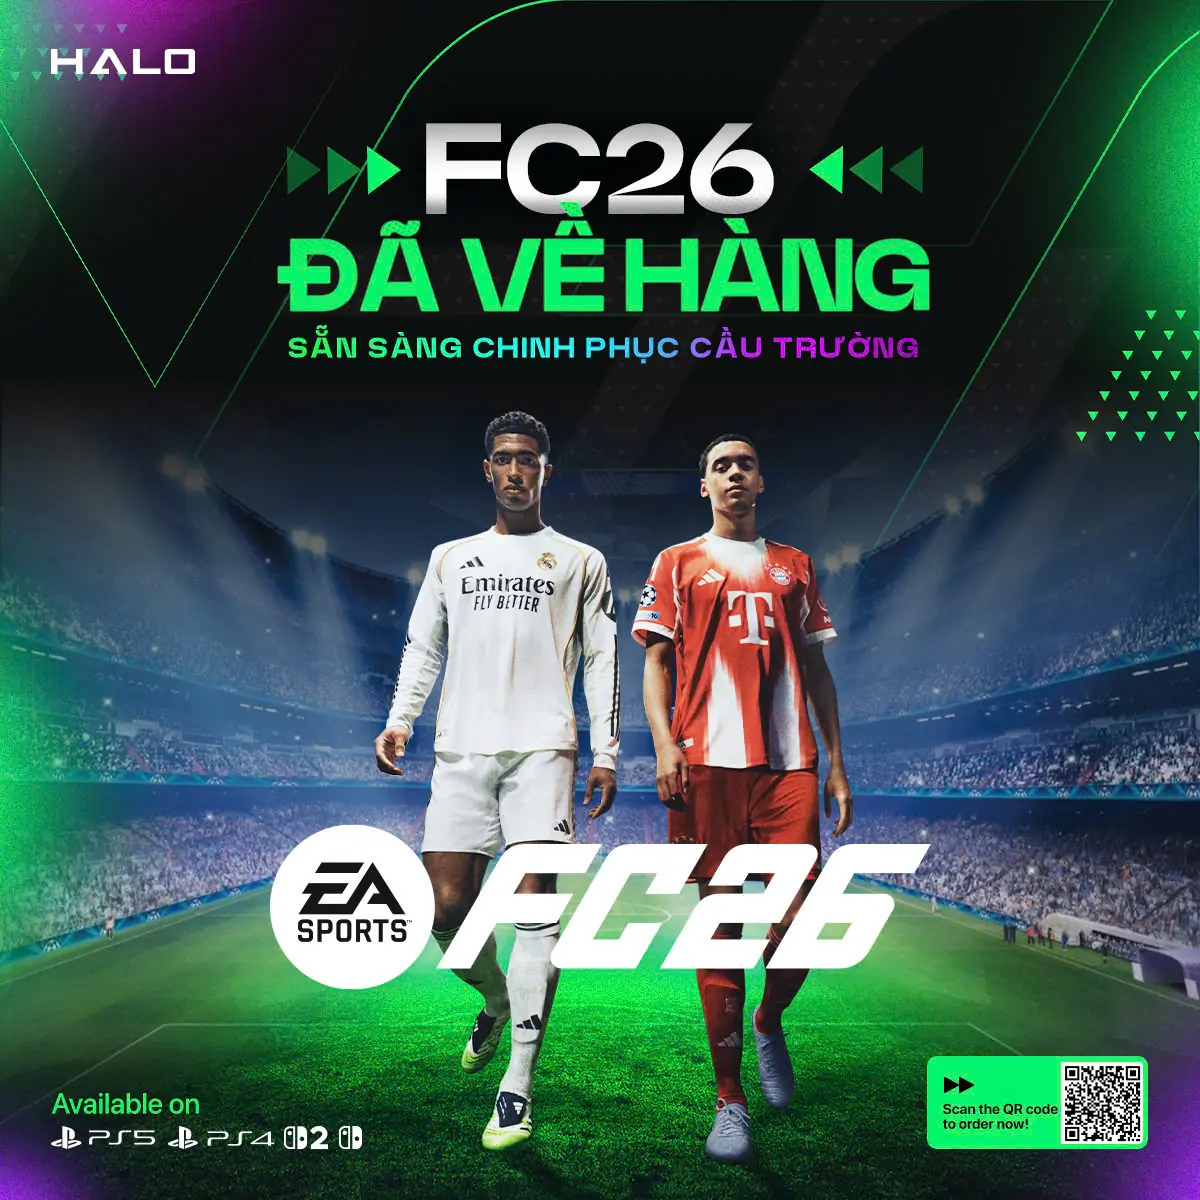 HALO
FC26
ĐÃ VỀ HÀNG
SẴN SÀNG CHINH PHỤC CẦU TRƯỜNG
Emirates
FLY BETTER
T
EA
SPORTS™
FC26
Available on
PS5 PS4 2
Scan the QR code
to order now!